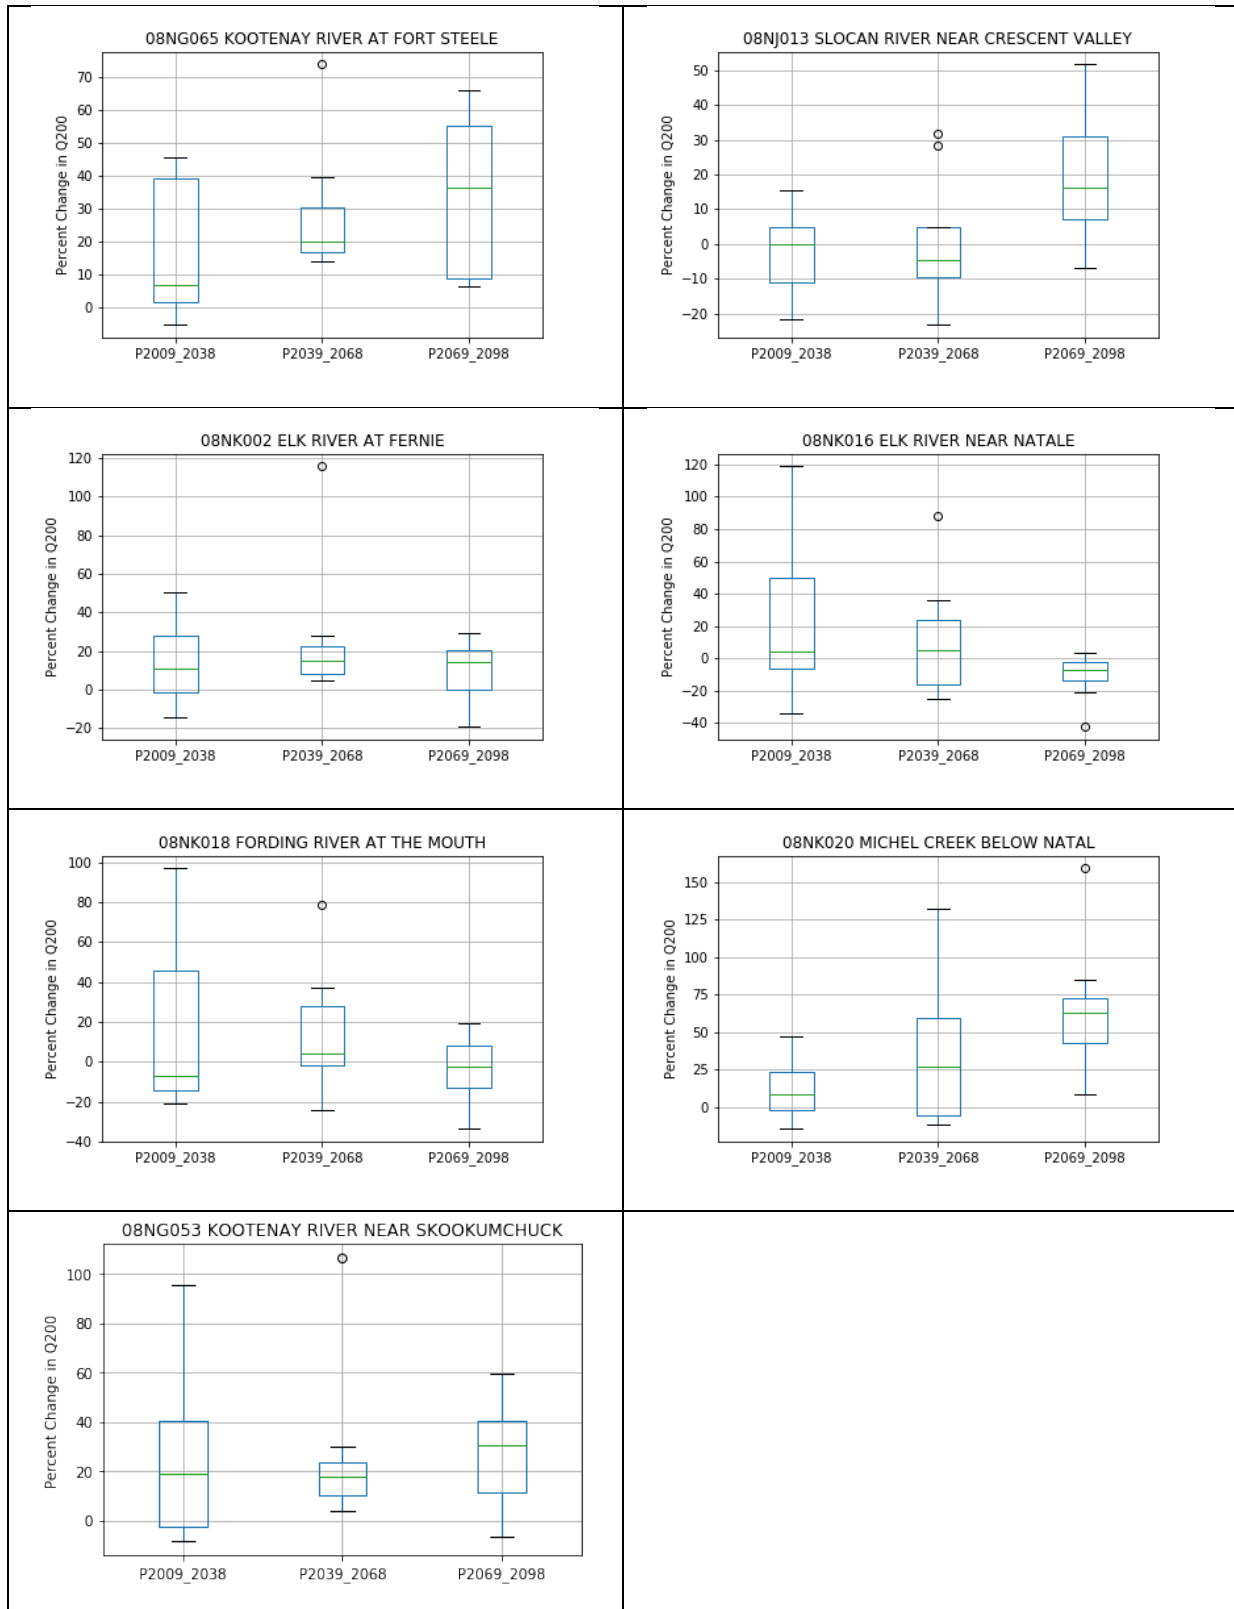 08NG065 KOOTENAY RIVER AT FORT STEELE
Percent Change in Q200
70
60
50
40
30
20
10
0
P2009_2038 P2039_2068 P2069_2098
08NJ013 SLOCAN RIVER NEAR CRESCENT VALLEY
Percent Change in Q200
50
40
30
20
10
0
−10
−20
P2009_2038 P2039_2068 P2069_2098
08NK002 ELK RIVER AT FERNIE
Percent Change in Q200
120
100
80
60
40
20
0
−20
P2009_2038 P2039_2068 P2069_2098
08NK016 ELK RIVER NEAR NATALE
Percent Change in Q200
120
100
80
60
40
20
0
−20
−40
P2009_2038 P2039_2068 P2069_2098
08NK018 FORDING RIVER AT THE MOUTH
Percent Change in Q200
100
80
60
40
20
0
−20
−40
P2009_2038 P2039_2068 P2069_2098
08NK020 MICHEL CREEK BELOW NATAL
Percent Change in Q200
150
125
100
75
50
25
0
P2009_2038 P2039_2068 P2069_2098
08NG053 KOOTENAY RIVER NEAR SKOOKUMCHUCK
Percent Change in Q200
100
80
60
40
20
0
P2009_2038 P2039_2068 P2069_2098